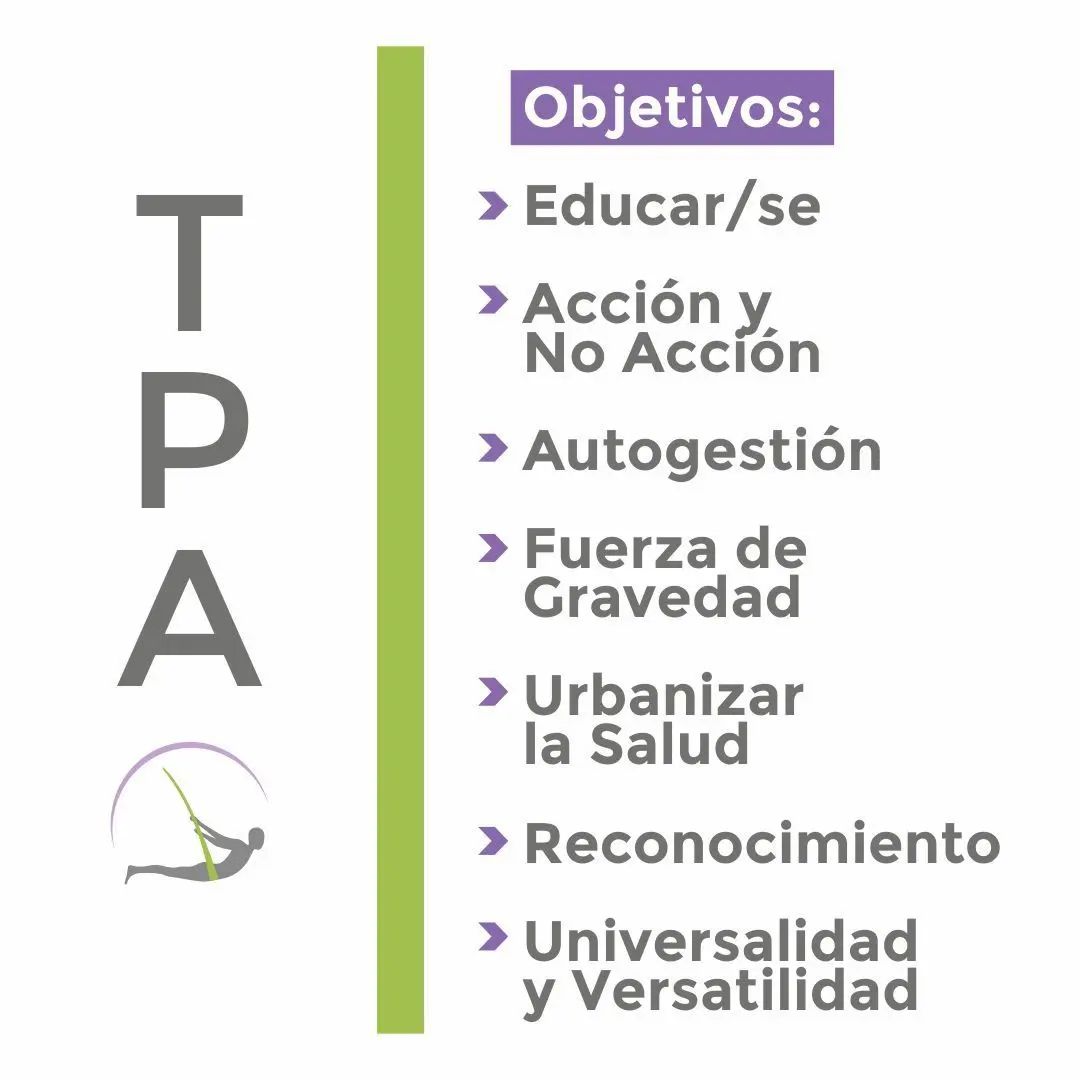 T
P
A
Objetivos:
Educar/se
Acción y
No Acción
Autogestión
Fuerza de
Gravedad
Urbanizar
la Salud
Reconocimiento
Universalidad
y Versatilidad